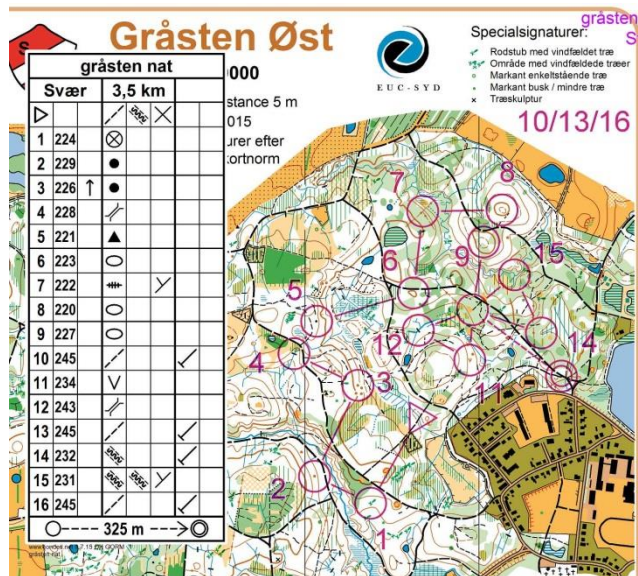 gråsten
S
Gråsten Øst
EUC-SYD
Specialsignaturer:
Rodstub med vindfældet træ
Område med vindfældede træer
Markant enkeltstående træ
Markant busk / mindre træ
Træskulptur
0000
stance 5 m
015
urer efter
kortnorm
gråsten nat
Svær 3,5 km
1 224
2 229
3 226
4 228
5 221
6 223
7 222
8 220
9 227
10 245
11 234
12 243
13 245
14 232
15 231
16 245
325 m
10/13/16
7
8
15
9
6
5
12
14
4
3
11
2
1